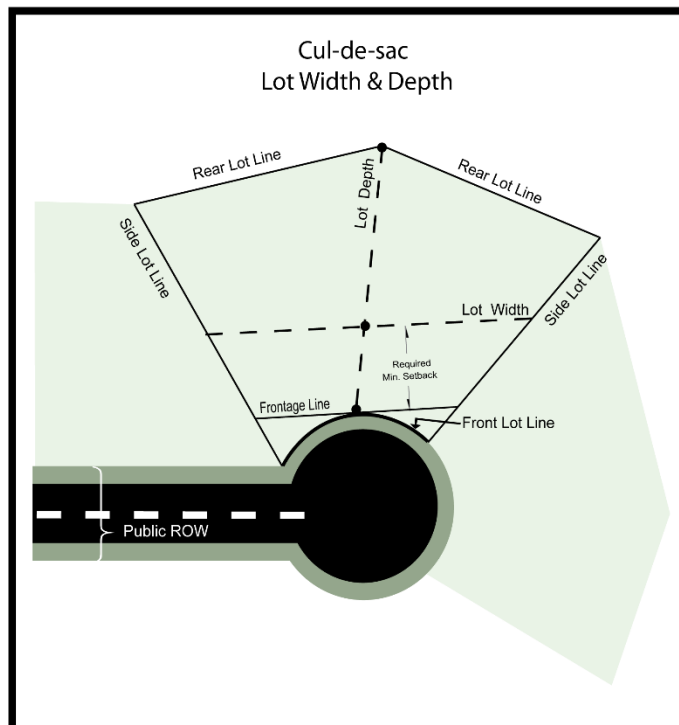 Cul-de-sac
Lot Width & Depth
Rear Lot Line
Lot Depth
Rear Lot Line
Side Lot Line
Side Lot Line
Lot Width
Required
Min. Setback
Frontage Line
Front Lot Line
Public ROW